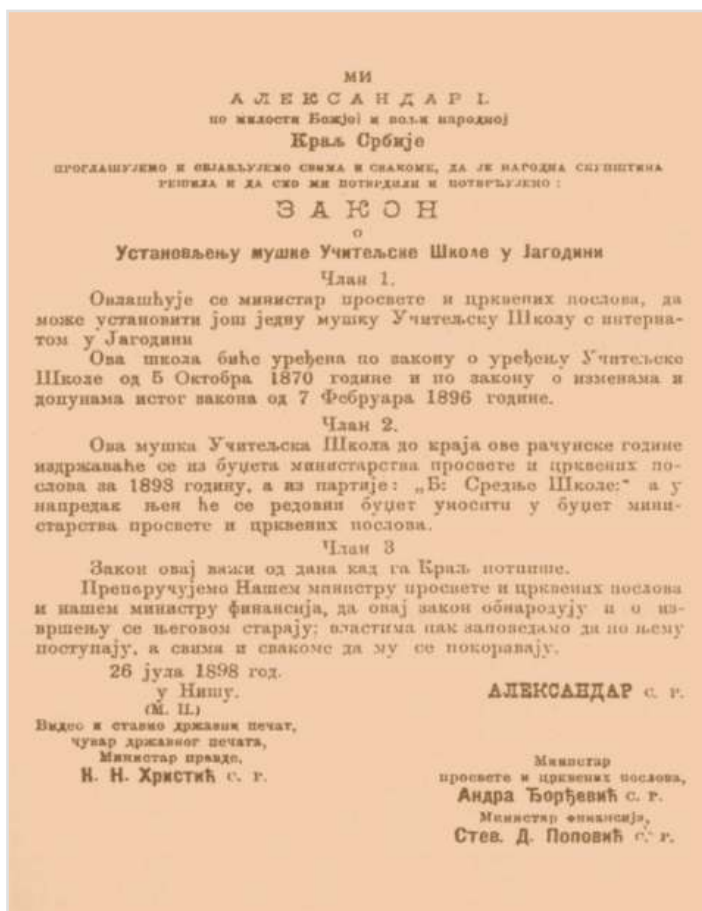 МИ
АЛЕКСАНДАР I.
по милости Божјој и вољи народној
Краљ Србије
ПРОГЛАШУЈЕМО И ОБЈАВЉУЈЕМО СВИМА И СВАКОМЕ, ДА ЈЕ НАРОДНА СКУПШТИНА
РЕШИЛА И ДА СМО МИ ПОТВРДИЛИ И ПОТВРЂУЈЕМО :
ЗАКОН
о
Установљењу мушке Учитељске Школе у Јагодини
Члан 1.
Овлашћује се министар просвете и црквених послова, да
може установити још једну мушку Учитељску Школу с интерна-
том у Јагодини
Ова школа биће уређена по закону о уређењу Учитељске
Школе од 5 Октобра 1870 године и по закону о изменама и
допунама истог закона од 7 Фебруара 1896 године.
Члан 2.
Ова мушка Учитељска Школа до краја ове рачунске године
издржаваће се из буџета министарства просвете и црквених по-
слова за 1898 годину, а из партије: „Б: Средње Школе:“ а у
напредак њен ће се редовни буџет уносити у буџет мини-
старства просвете и црквених послова.
Члан 3
Закон овај важи од дана кад га Краљ потпише.
Препоручујемо Нашем министру просвете и црквених послова
и нашем министру финансија, да овај закон обнародују и о из-
вршењу се његовом старају; властима пак заповедамо да по њему
поступају, а свима и свакоме да му се покоравају.
26 јула 1898 год.
у Нишу.
(М. П.)
АЛЕКСАНДАР с. р.
Видео и ставио државни печат,
чувар државног печата,
Министар правде,
К. Н. Христић с. р.
Министар
просвете и црквених послова,
Андра Ђорђевић с. р.
Министар финансија,
Стев. Д. Поповић с. р.